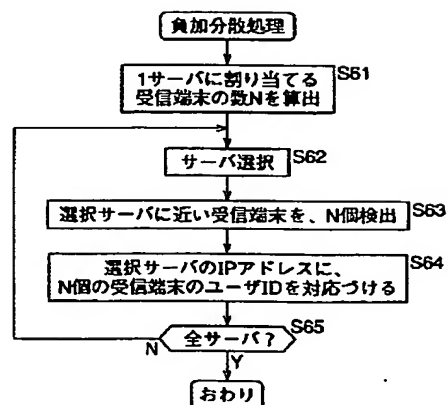 負加分散処理
1サーバに割り当てる
受信端末の数Nを算出
S61
サーバ選択
S62
選択サーバに近い受信端末を、N個検出
S63
選択サーバのIPアドレスに、
N個の受信端末のユーザIDを対応づける
S64
全サーバ?
S65
N
Y
おわり